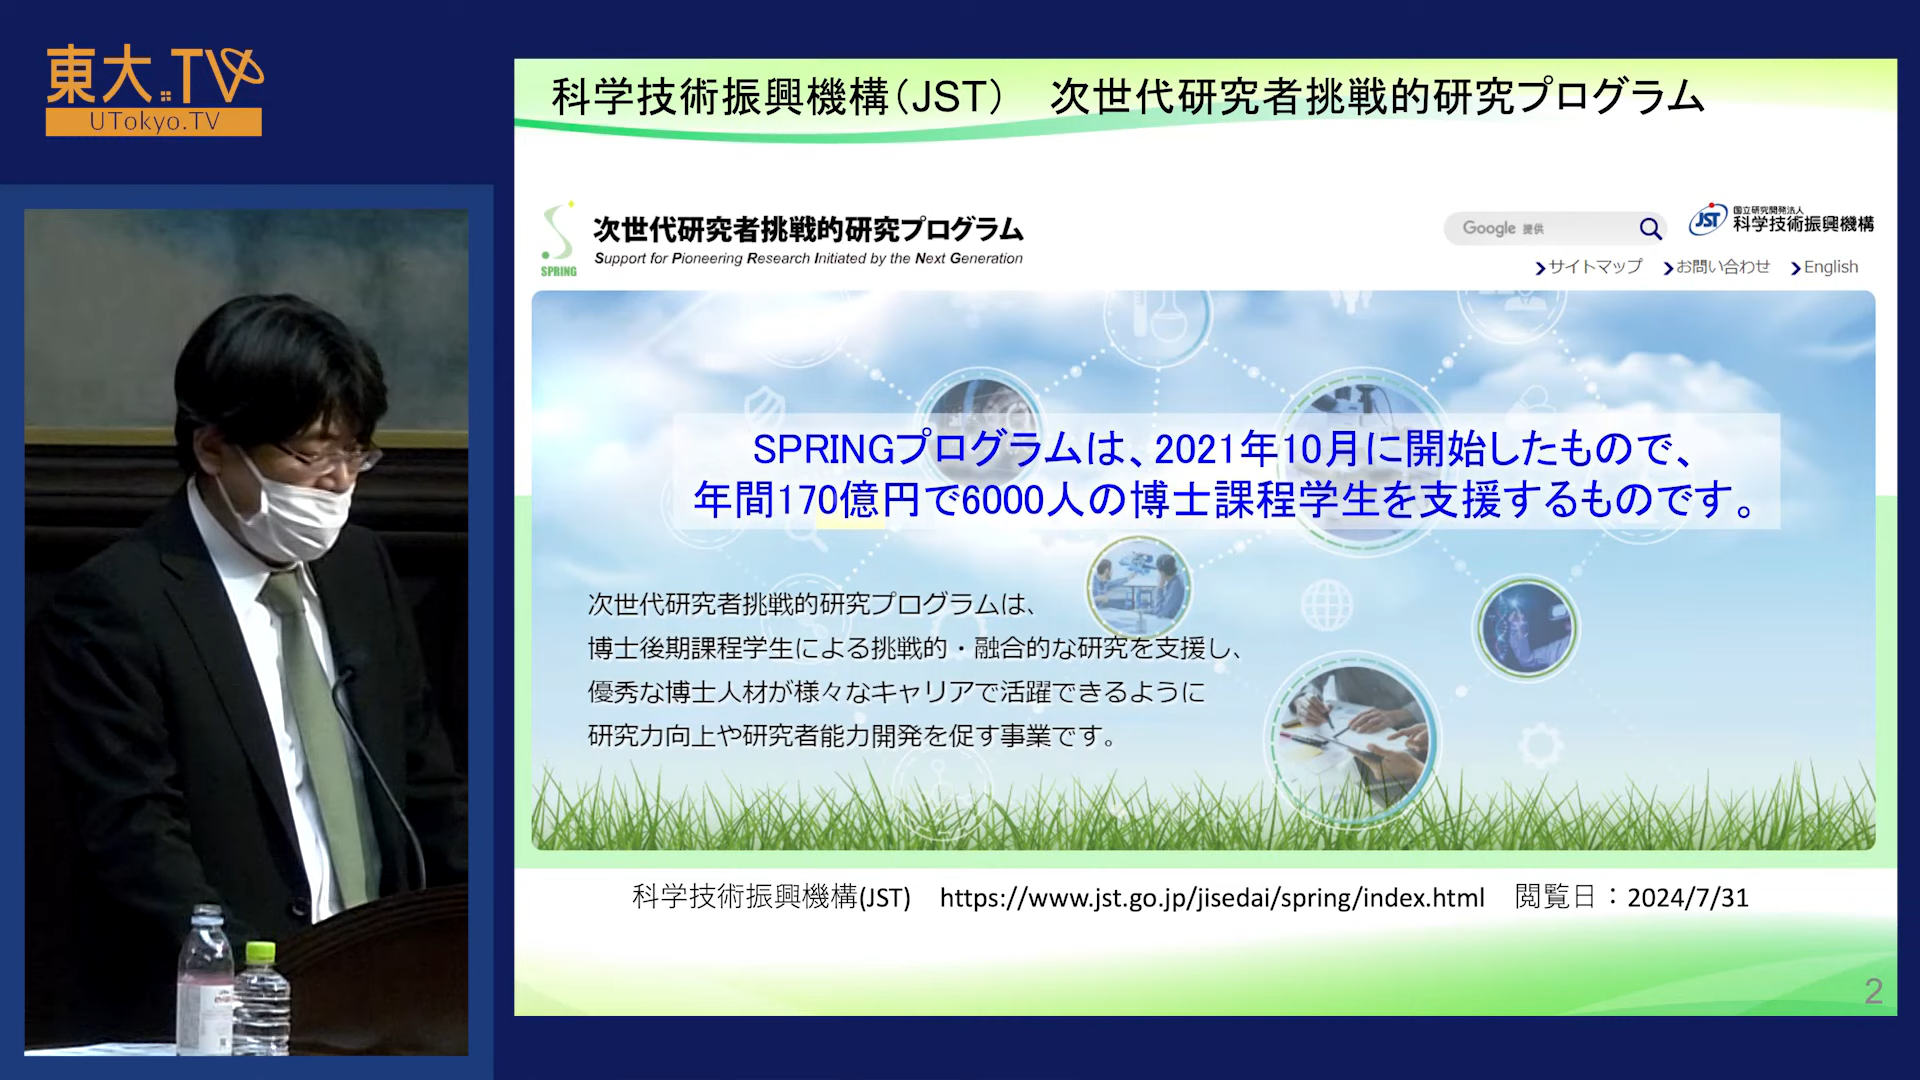 東大.TV
UTokyo.TV
科学技術振興機構(JST) 次世代研究者挑戦的研究プログラム
SPRING
次世代研究者挑戦的研究プログラム
Support for Pioneering Research Initiated by the Next Generation
Google 提供
JST
国立研究開発法人
科学技術振興機構
サイトマップ
お問い合わせ
English
SPRINGプログラムは、2021年10月に開始したもので、
年間170億円で6000人の博士課程学生を支援するものです。
次世代研究者挑戦的研究プログラムは、
博士後期課程学生による挑戦的・融合的な研究を支援し、
優秀な博士人材が様々なキャリアで活躍できるように
研究力向上や研究者能力開発を促す事業です。
科学技術振興機構(JST) https://www.jst.go.jp/jisedai/spring/index.html 閲覧日：2024/7/31
2